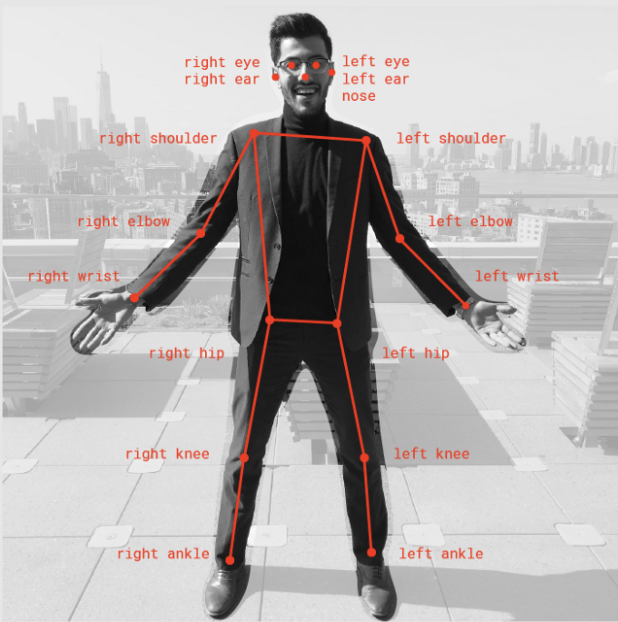 right eye left eye
right ear left ear
nose
right shoulder left shoulder
right elbow left elbow
right wrist left wrist
right hip left hip
right knee left knee
right ankle left ankle